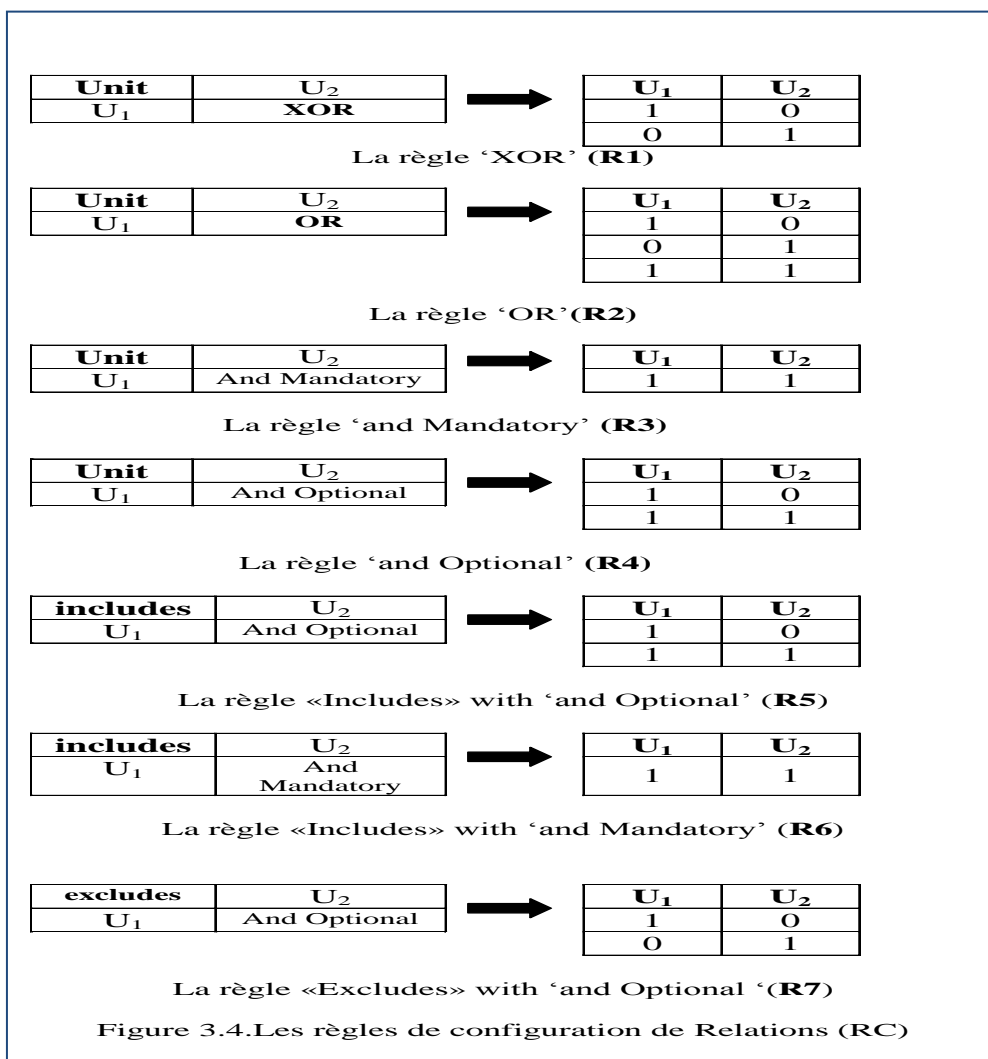 Unit U₂ U₁ U₂
U₁ XOR 1 0
0 1
La règle ‘XOR’ (R1)
Unit U₂ U₁ U₂
U₁ OR 1 0
0 1
1 1
La règle ‘OR’(R2)
Unit U₂ U₁ U₂
U₁ And Mandatory 1 1
La règle ‘and Mandatory’ (R3)
Unit U₂ U₁ U₂
U₁ And Optional 1 0
1 1
La règle ‘and Optional’ (R4)
includes U₂ U₁ U₂
U₁ And Optional 1 0
1 1
La règle «Includes» with ‘and Optional’ (R5)
includes U₂ U₁ U₂
U₁ And
Mandatory 1 1
La règle «Includes» with ‘and Mandatory’ (R6)
excludes U₂ U₁ U₂
U₁ And Optional 1 0
0 1
La règle «Excludes» with ‘and Optional ‘(R7)
Figure 3.4.Les règles de configuration de Relations (RC)